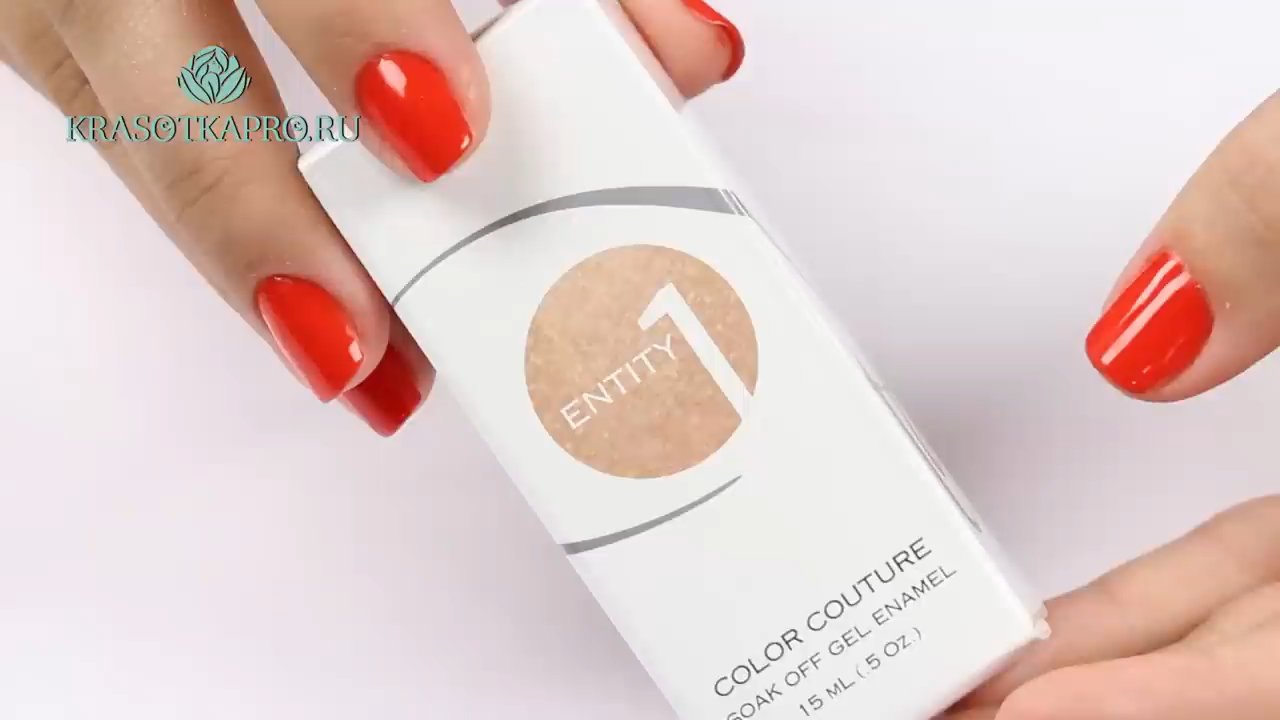 KRASOTKAPRO.RU
ENTITY
1
COLOR COUTURE
SOAK OFF GEL ENAMEL
15 ML (.5 OZ.)